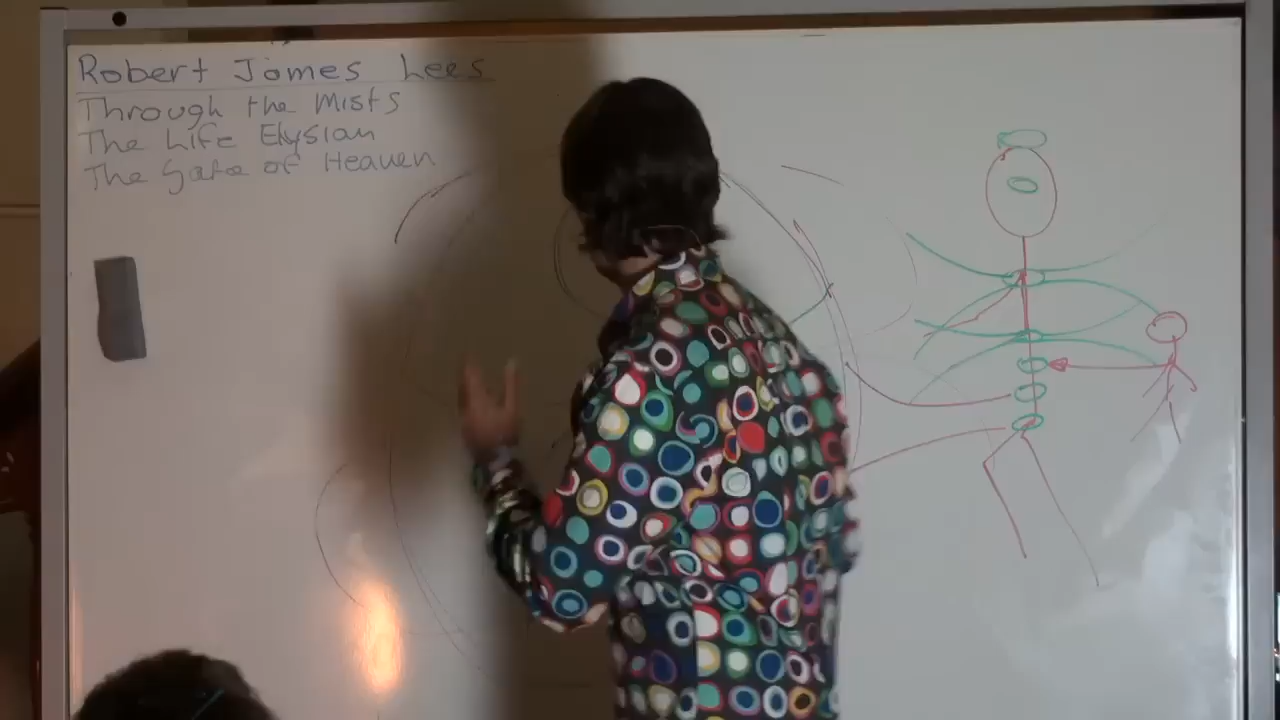 Robert James Lees
Through the Mists
The Life Elysian
The Gate of Heaven